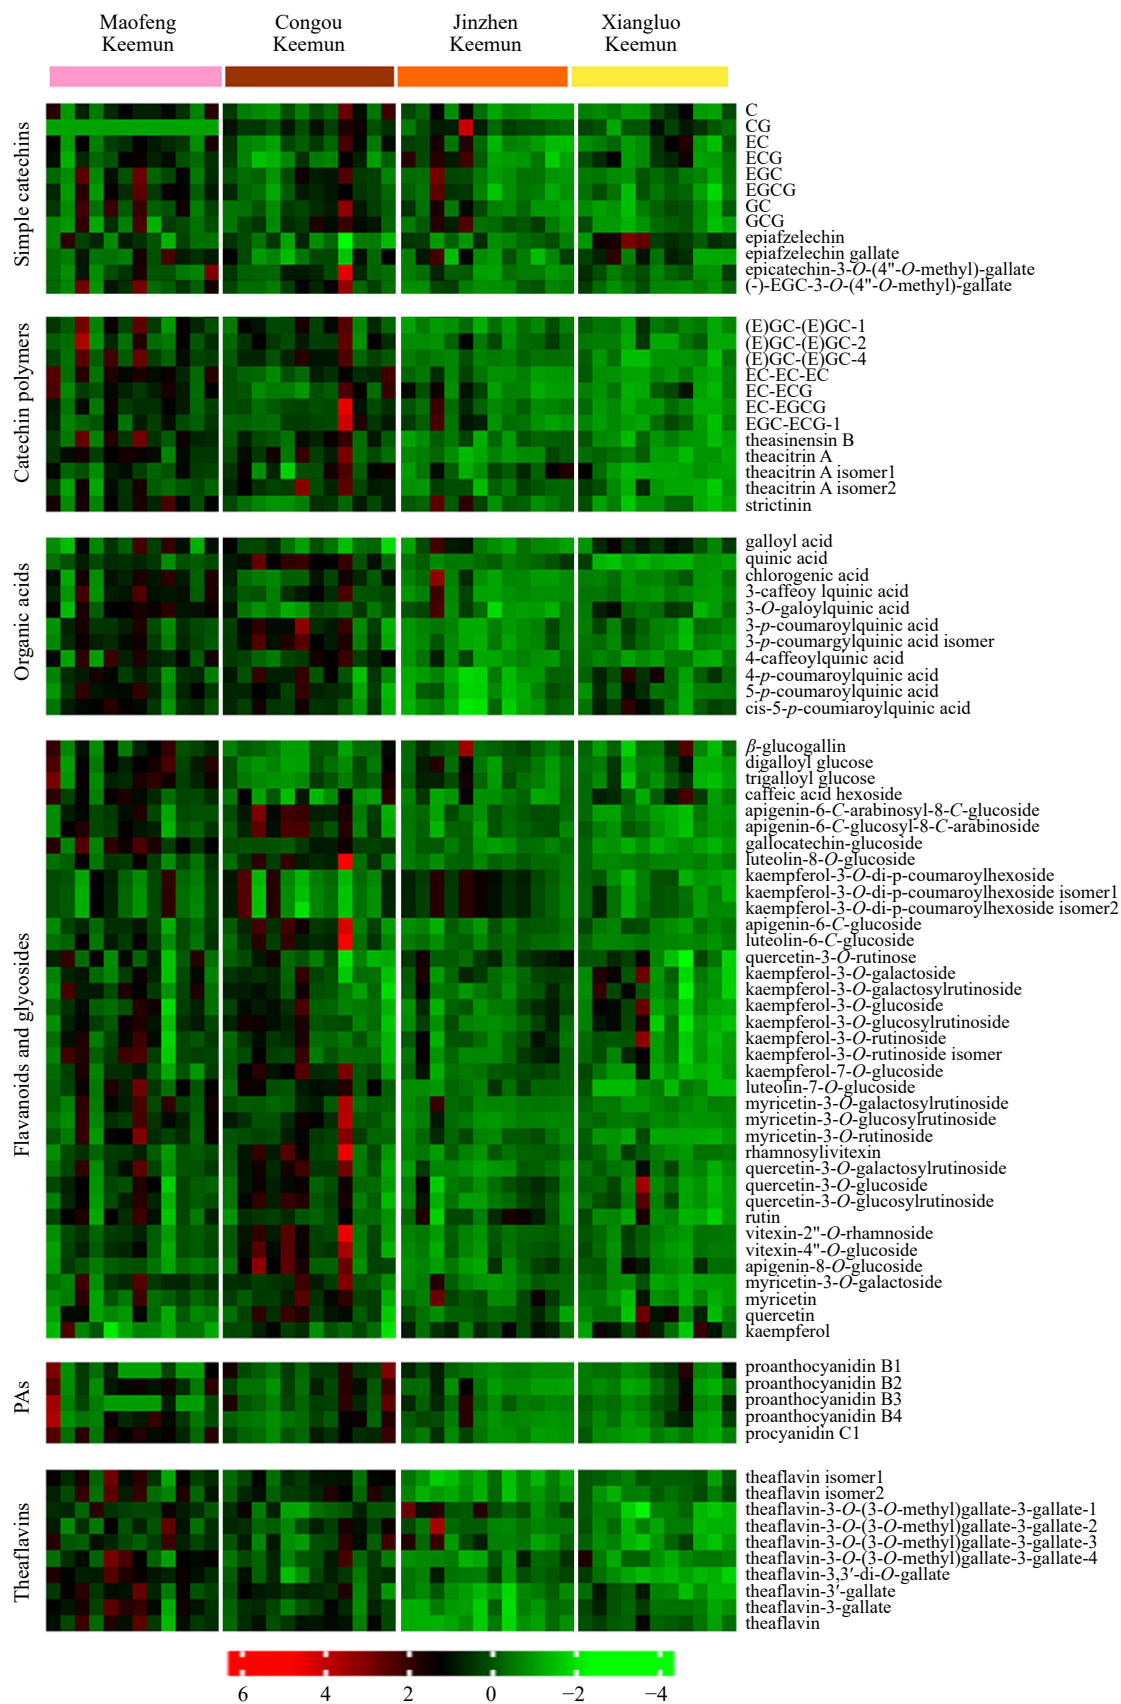 Maofeng Keemun
Congou Keemun
Jinzhen Keemun
Xiangluo Keemun
Simple catechins
C
CG
EC
ECG
EGC
EGCG
GC
GCG
epiafzelechin
epiafzelechin gallate
epicatechin-3-O-(4"-O-methyl)-gallate
(-)-EGC-3-O-(4"-O-methyl)-gallate
Catechin polymers
(E)GC-(E)GC-1
(E)GC-(E)GC-2
(E)GC-(E)GC-4
EC-EC-EC
EC-ECG
EC-EGCG
EGC-ECG-1
theasinensin B
theacitrin A
theacitrin A isomer1
theacitrin A isomer2
strictinin
Organic acids
galloyl acid
quinic acid
chlorogenic acid
3-caffeoy lquinic acid
3-O-galoylquinic acid
3-p-coumaroylquinic acid
3-p-coumargylquinic acid isomer
4-caffeoylquinic acid
4-p-coumaroylquinic acid
5-p-coumaroylquinic acid
cis-5-p-coumiaroylquinic acid
Flavanoids and glycosides
β-glucogallin
digalloyl glucose
trigalloyl glucose
caffeic acid hexoside
apigenin-6-C-arabinosyl-8-C-glucoside
apigenin-6-C-glucosyl-8-C-arabinoside
gallocatechin-glucoside
luteolin-8-O-glucoside
kaempferol-3-O-di-p-coumaroylhexoside
kaempferol-3-O-di-p-coumaroylhexoside isomer1
kaempferol-3-O-di-p-coumaroylhexoside isomer2
apigenin-6-C-glucoside
luteolin-6-C-glucoside
quercetin-3-O-rutinose
kaempferol-3-O-galactoside
kaempferol-3-O-galactosylrutinoside
kaempferol-3-O-glucoside
kaempferol-3-O-glucosylrutinoside
kaempferol-3-O-rutinoside
kaempferol-3-O-rutinoside isomer
kaempferol-7-O-glucoside
luteolin-7-O-glucoside
myricetin-3-O-galactosylrutinoside
myricetin-3-O-glucosylrutinoside
myricetin-3-O-rutinoside
rhamnosylivitexin
quercetin-3-O-galactosylrutinoside
quercetin-3-O-glucoside
quercetin-3-O-glucosylrutinoside
rutin
vitexin-2"-O-rhamnoside
vitexin-4"-O-glucoside
apigenin-8-O-glucoside
myricetin-3-O-galactoside
myricetin
quercetin
kaempferol
PAs
proanthocyanidin B1
proanthocyanidin B2
proanthocyanidin B3
proanthocyanidin B4
procyanidin C1
Theaflavins
theaflavin isomer1
theaflavin isomer2
theaflavin-3-O-(3-O-methyl)gallate-3-gallate-1
theaflavin-3-O-(3-O-methyl)gallate-3-gallate-2
theaflavin-3-O-(3-O-methyl)gallate-3-gallate-3
theaflavin-3-O-(3-O-methyl)gallate-3-gallate-4
theaflavin-3,3′-di-O-gallate
theaflavin-3′-gallate
theaflavin-3-gallate
theaflavin
6 4 2 0 −2 −4